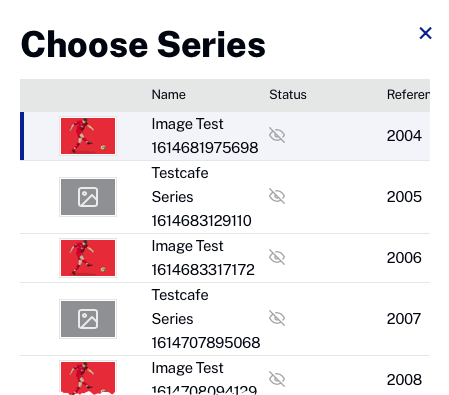 Choose Series
Name Status Referen
Image Test
1614681975698 2004
Testcafe
Series
1614683129110 2005
Image Test
1614683317172 2006
Testcafe
Series
1614707895068 2007
Image Test
1614708094129 2008